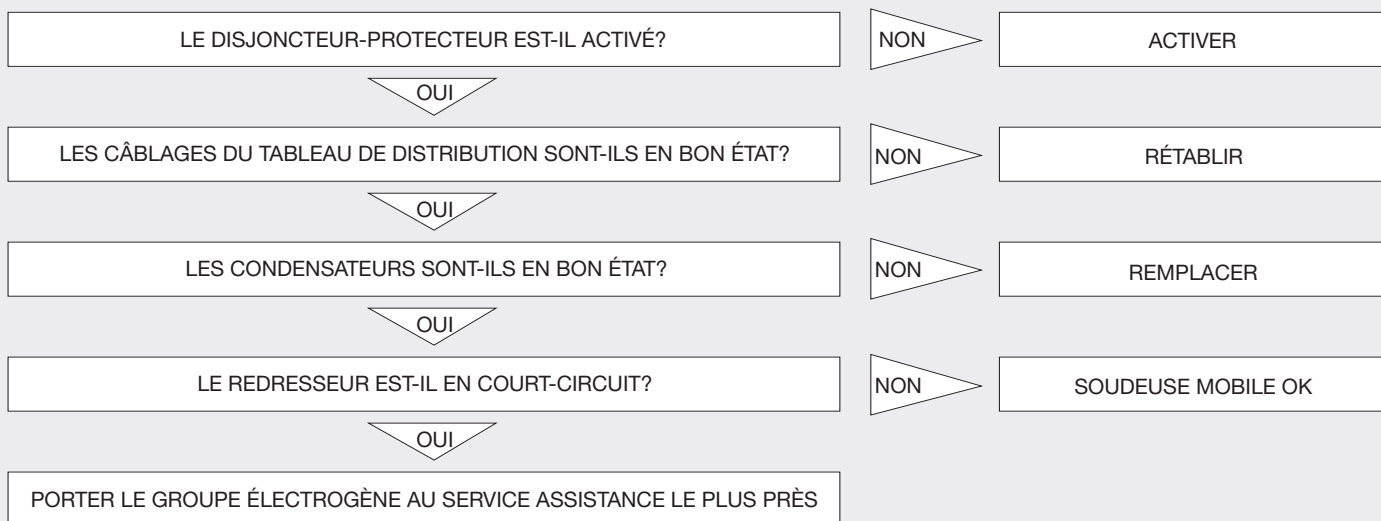 LE DISJONCTEUR-PROTECTEUR EST-IL ACTIVÉ?
NON
ACTIVER
OUI
LES CÂBLAGES DU TABLEAU DE DISTRIBUTION SONT-ILS EN BON ÉTAT?
NON
RÉTABLIR
OUI
LES CONDENSATEURS SONT-ILS EN BON ÉTAT?
NON
REMPLACER
OUI
LE REDRESSEUR EST-IL EN COURT-CIRCUIT?
NON
SOUDEUSE MOBILE OK
OUI
PORTER LE GROUPE ÉLECTROGÈNE AU SERVICE ASSISTANCE LE PLUS PRÈS